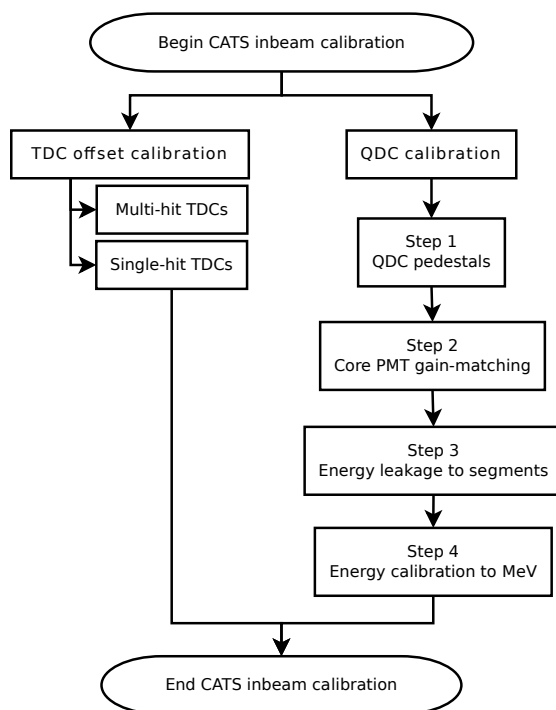 Begin CATS inbeam calibration
TDC offset calibration
Multi-hit TDCs
Single-hit TDCs
QDC calibration
Step 1
QDC pedestals
Step 2
Core PMT gain-matching
Step 3
Energy leakage to segments
Step 4
Energy calibration to MeV
End CATS inbeam calibration